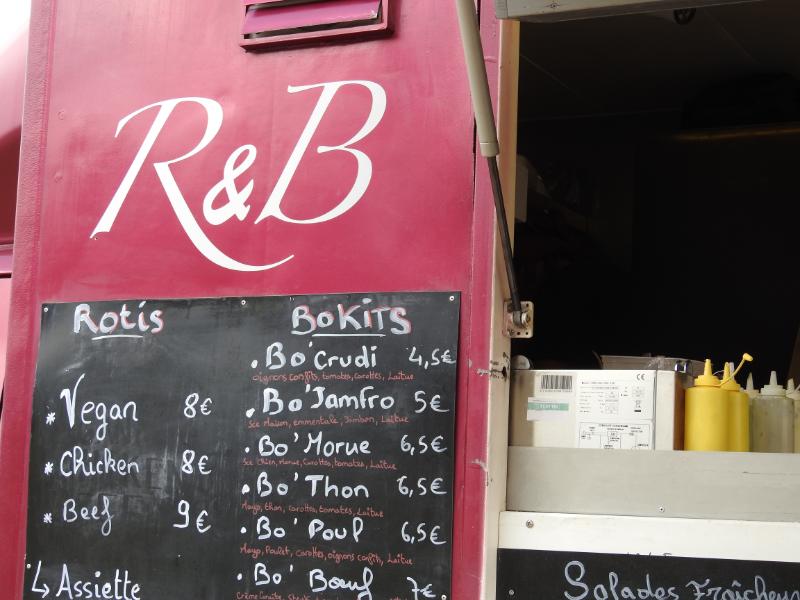 R&B
Rotis
* Vegan 8€
* Chicken 8€
* Beef 9€
↳ Assiette
BoKiTS
• Bo'Crudi 4,5€
oignons confits, tomates, carottes, Laitue
• Bo'Jamfro 5€
Sce Maison, emmentale, Jambon, Laitue
• Bo'Morue 6,5€
Sce Chien, Morue, Carottes, tomates, Laitue
• Bo'Thon 6,5€
Mayo, thon, carottes, tomates, Laitue
• Bo'Poul 6,5€
Mayo, Poulet, carottes, oignons confits, Laitue
• Bo'Bœuf 7€
Salades Fraîcheur